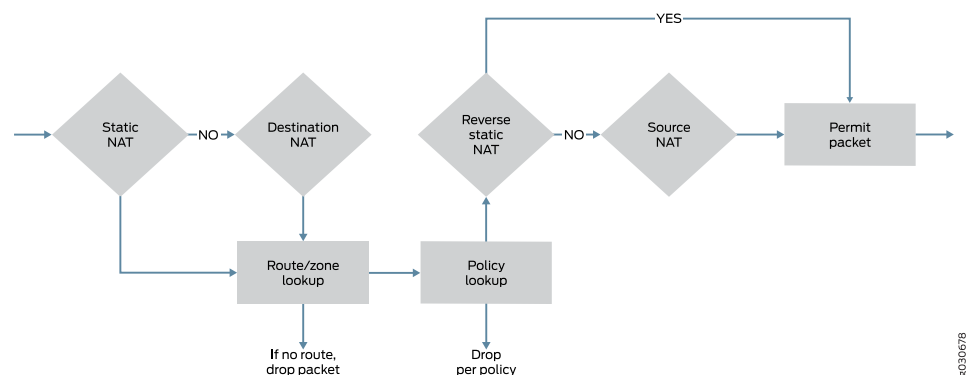 YES
Static
NAT
NO
Destination
NAT
Reverse
static
NAT
NO
Source
NAT
Permit
packet
Route/zone
lookup
Policy
lookup
If no route,
drop packet
Drop
per policy
g030678